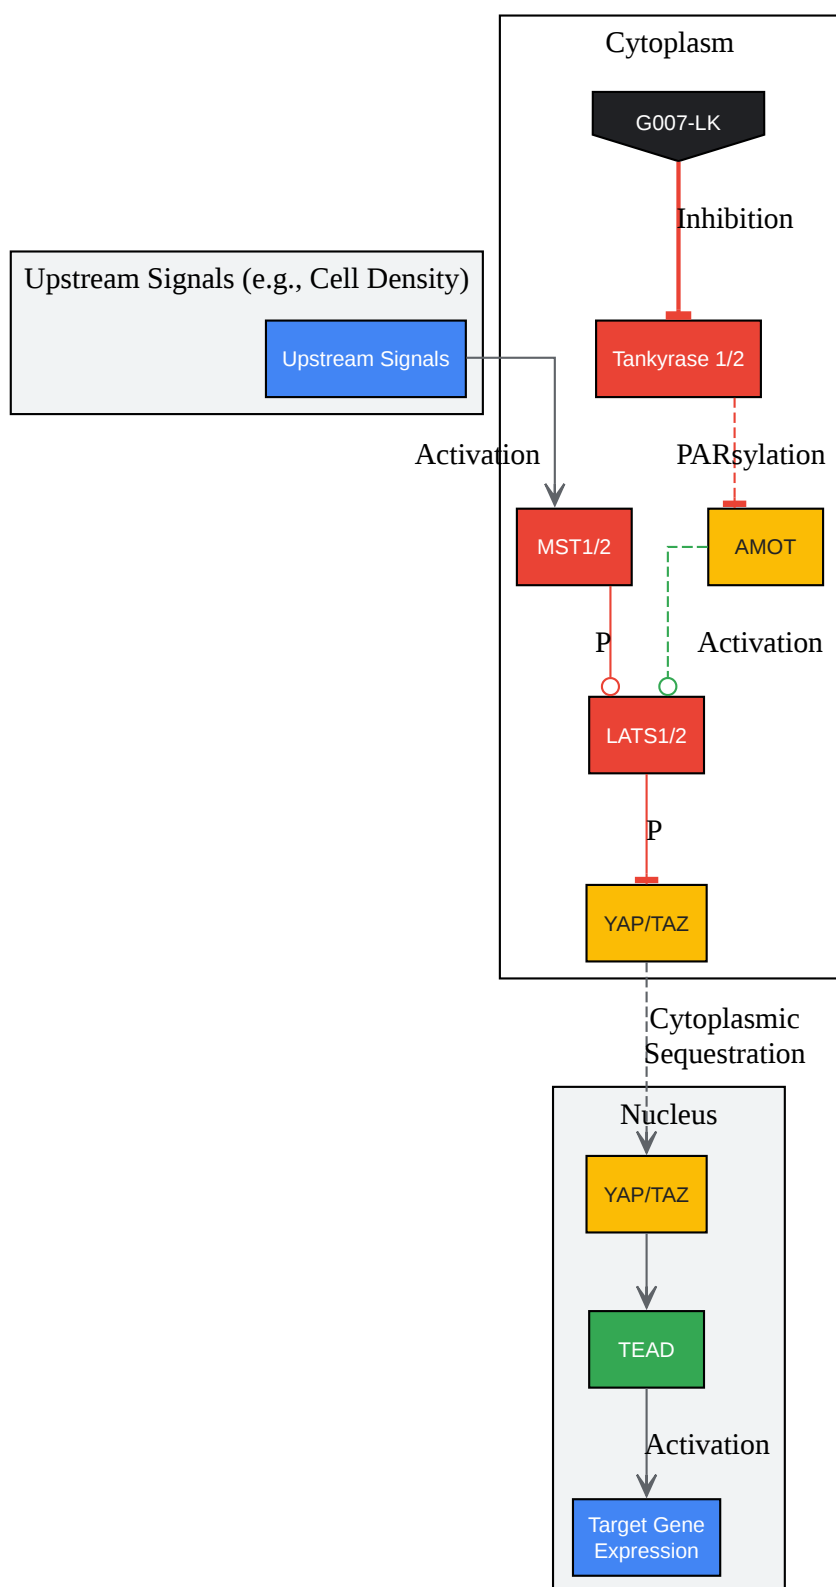 Cytoplasm
G007-LK
Inhibition
Upstream Signals (e.g., Cell Density)
Upstream Signals
Tankyrase 1/2
Activation
PARsylation
MST1/2
AMOT
P
Activation
LATS1/2
P
YAP/TAZ
Cytoplasmic
Sequestration
Nucleus
YAP/TAZ
TEAD
Activation
Target Gene
Expression